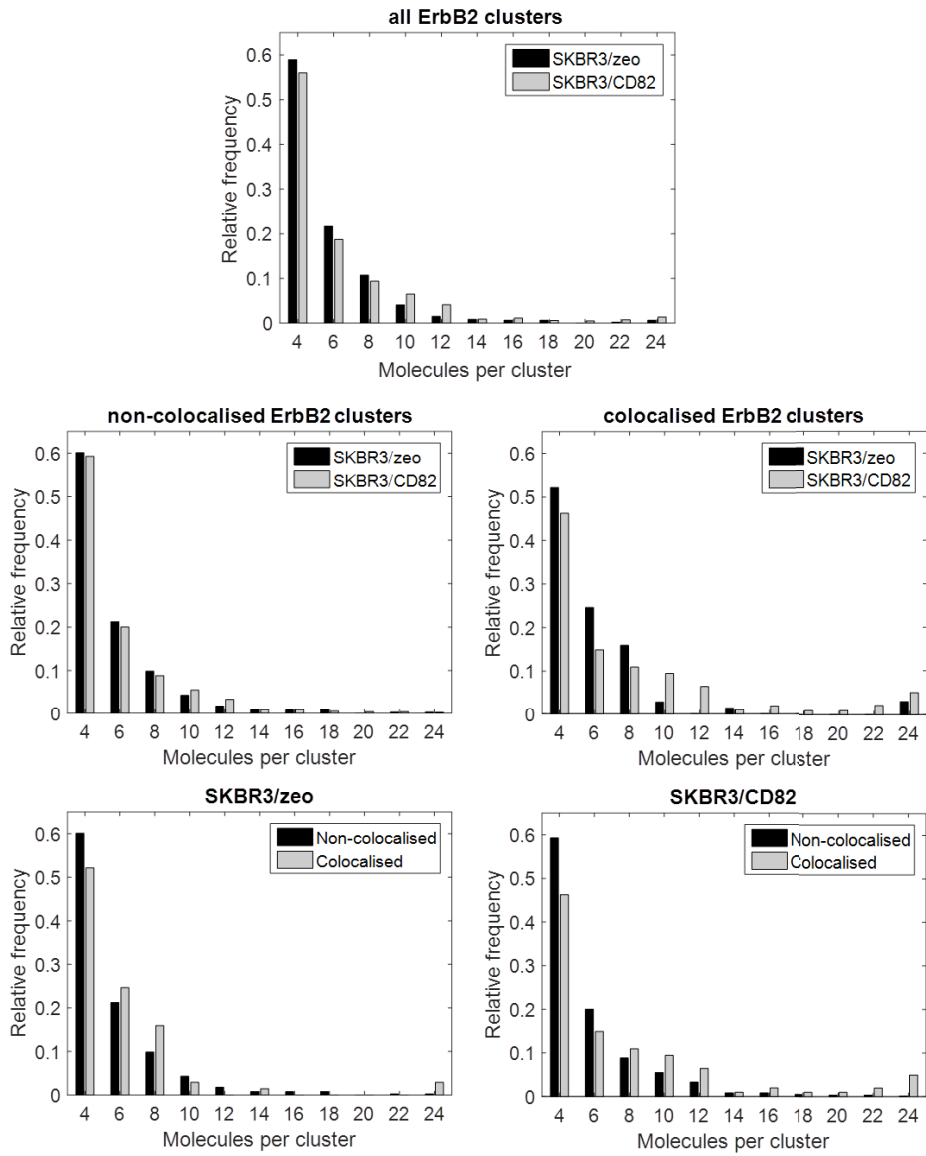 all ErbB2 clusters
SKBR3/zeo
SKBR3/CD82
Relative frequency
0.6
0.5
0.4
0.3
0.2
0.1
0
4 6 8 10 12 14 16 18 20 22 24
Molecules per cluster
non-colocalised ErbB2 clusters
SKBR3/zeo
SKBR3/CD82
Relative frequency
0.6
0.5
0.4
0.3
0.2
0.1
0
4 6 8 10 12 14 16 18 20 22 24
Molecules per cluster
colocalised ErbB2 clusters
SKBR3/zeo
SKBR3/CD82
Relative frequency
0.6
0.5
0.4
0.3
0.2
0.1
0
4 6 8 10 12 14 16 18 20 22 24
Molecules per cluster
SKBR3/zeo
Non-colocalised
Colocalised
Relative frequency
0.6
0.5
0.4
0.3
0.2
0.1
0
4 6 8 10 12 14 16 18 20 22 24
Molecules per cluster
SKBR3/CD82
Non-colocalised
Colocalised
Relative frequency
0.6
0.5
0.4
0.3
0.2
0.1
0
4 6 8 10 12 14 16 18 20 22 24
Molecules per cluster